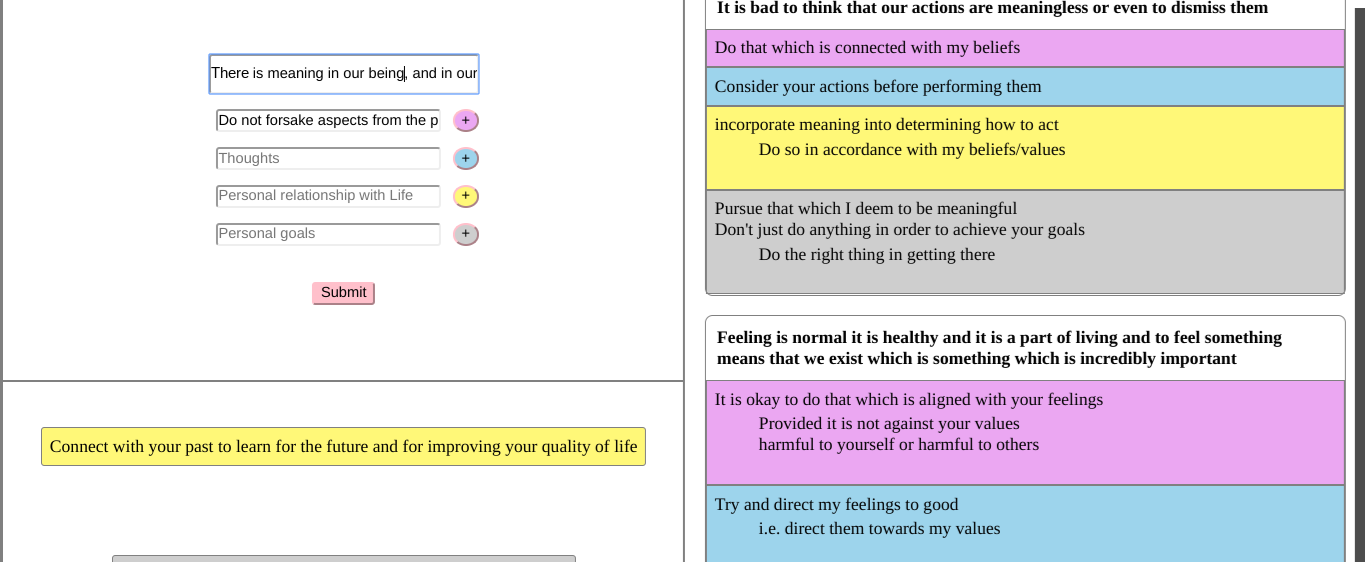 There is meaning in our being, and in our
Do not forsake aspects from the p
+
Thoughts
+
Personal relationship with Life
+
Personal goals
+
Submit
Connect with your past to learn for the future and for improving your quality of life
It is bad to think that our actions are meaningless or even to dismiss them
Do that which is connected with my beliefs
Consider your actions before performing them
incorporate meaning into determining how to act
Do so in accordance with my beliefs/values
Pursue that which I deem to be meaningful
Don't just do anything in order to achieve your goals
Do the right thing in getting there
Feeling is normal it is healthy and it is a part of living and to feel something
means that we exist which is something which is incredibly important
It is okay to do that which is aligned with your feelings
Provided it is not against your values
harmful to yourself or harmful to others
Try and direct my feelings to good
i.e. direct them towards my values